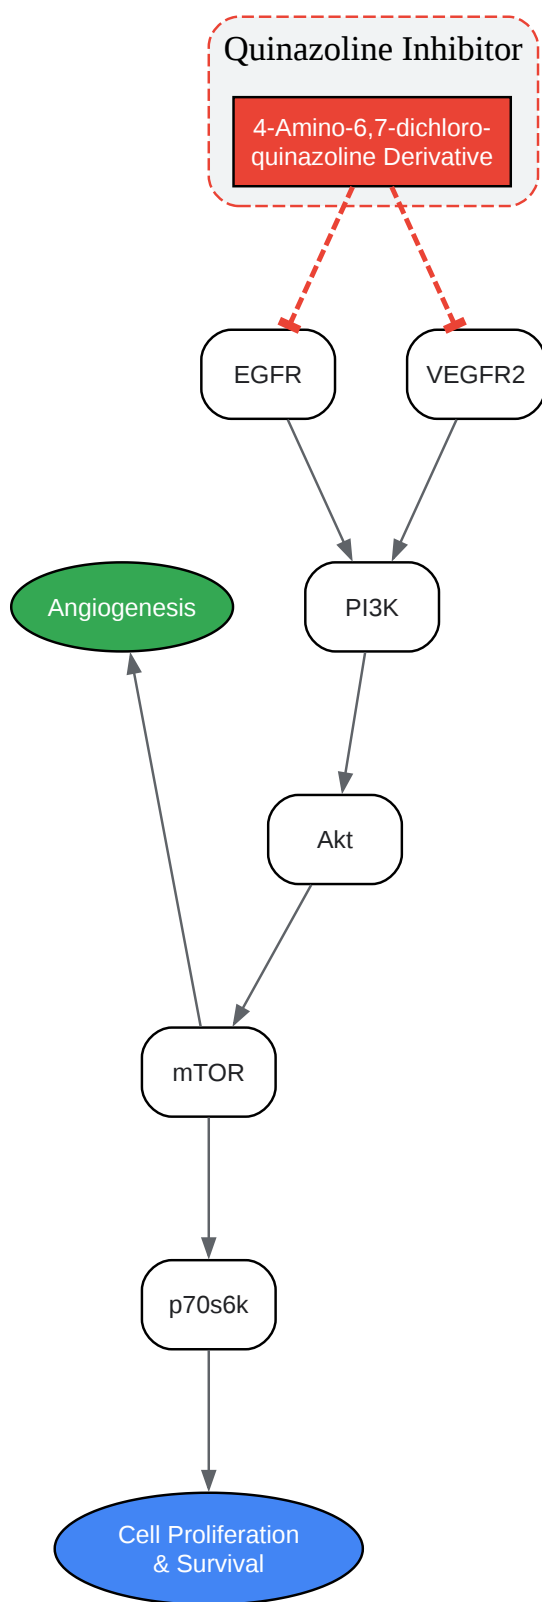 Quinazoline Inhibitor
4-Amino-6,7-dichloro-
quinazoline Derivative
EGFR
VEGFR2
Angiogenesis
PI3K
Akt
mTOR
p70s6k
Cell Proliferation
& Survival